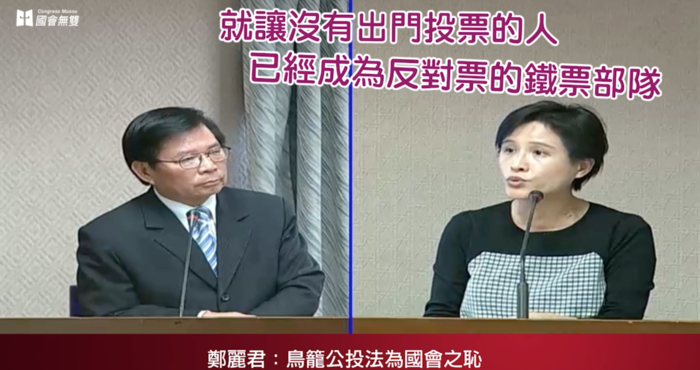 Congress Muses
國會無雙
就讓沒有出門投票的人
已經成為反對票的鐵票部隊
鄭麗君：鳥籠公投法為國會之恥